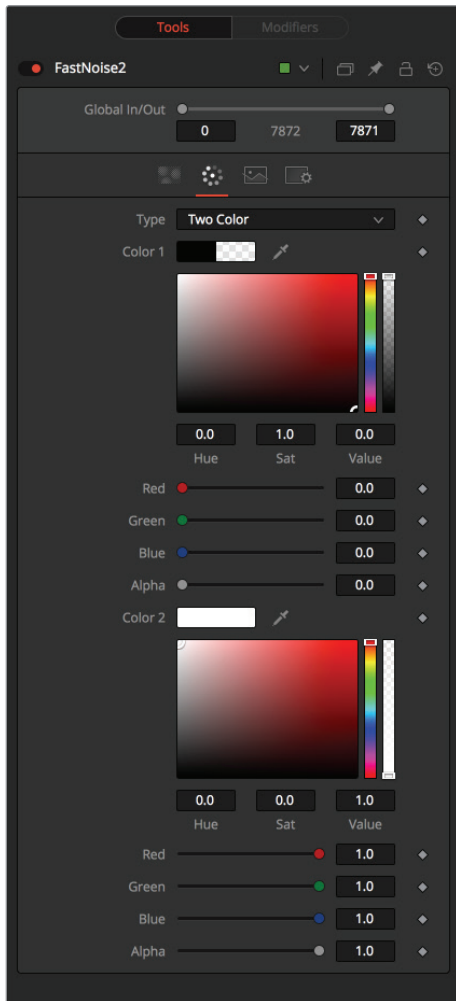 Tools Modifiers
FastNoise2
Global In/Out
0 7872 7871
Type Two Color
Color 1
0.0 1.0 0.0
Hue Sat Value
Red 0.0
Green 0.0
Blue 0.0
Alpha 0.0
Color 2
0.0 0.0 1.0
Hue Sat Value
Red 1.0
Green 1.0
Blue 1.0
Alpha 1.0